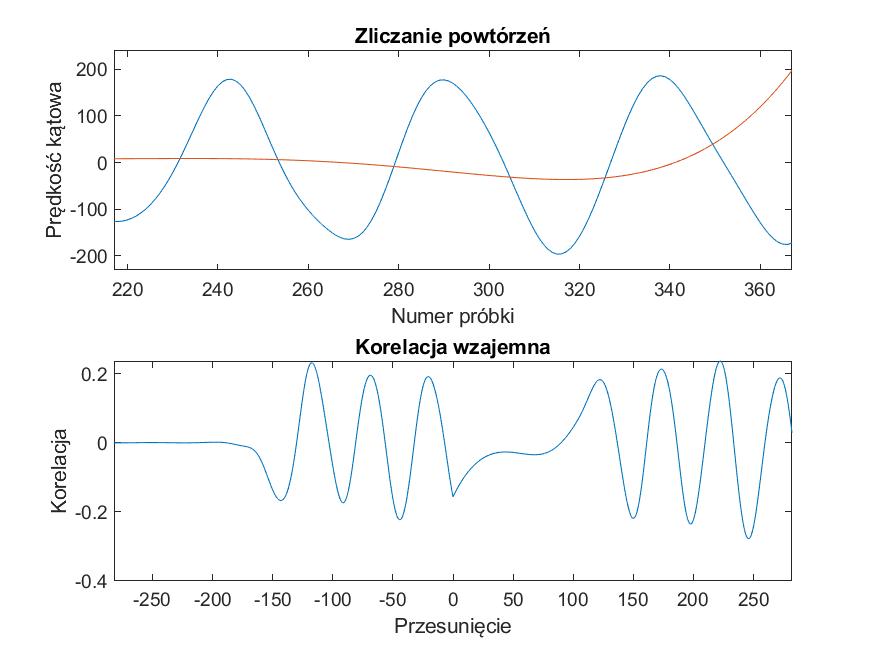 Zliczanie powtórzeń
200
100
0
-100
-200
Prędkość kątowa
220 240 260 280 300 320 340 360
Numer próbki
Korelacja wzajemna
0.2
0
-0.2
-0.4
Korelacja
-250 -200 -150 -100 -50 0 50 100 150 200 250
Przesunięcie